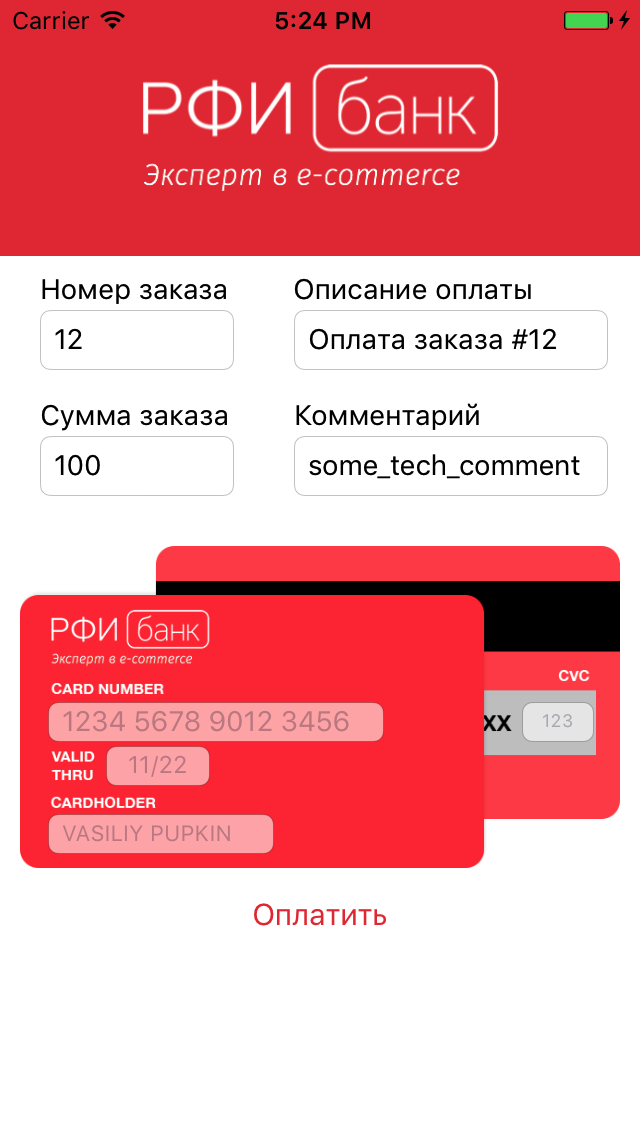 Carrier 5:24 PM
РФИ банк
Эксперт в e-commerce
Номер заказа
12
Описание оплаты
Оплата заказа #12
Сумма заказа
100
Комментарий
some_tech_comment
РФИ банк
Эксперт в e-commerce
CARD NUMBER
1234 5678 9012 3456
VALID
THRU
11/22
CARDHOLDER
VASILIY PUPKIN
CVC
XX
123
Оплатить